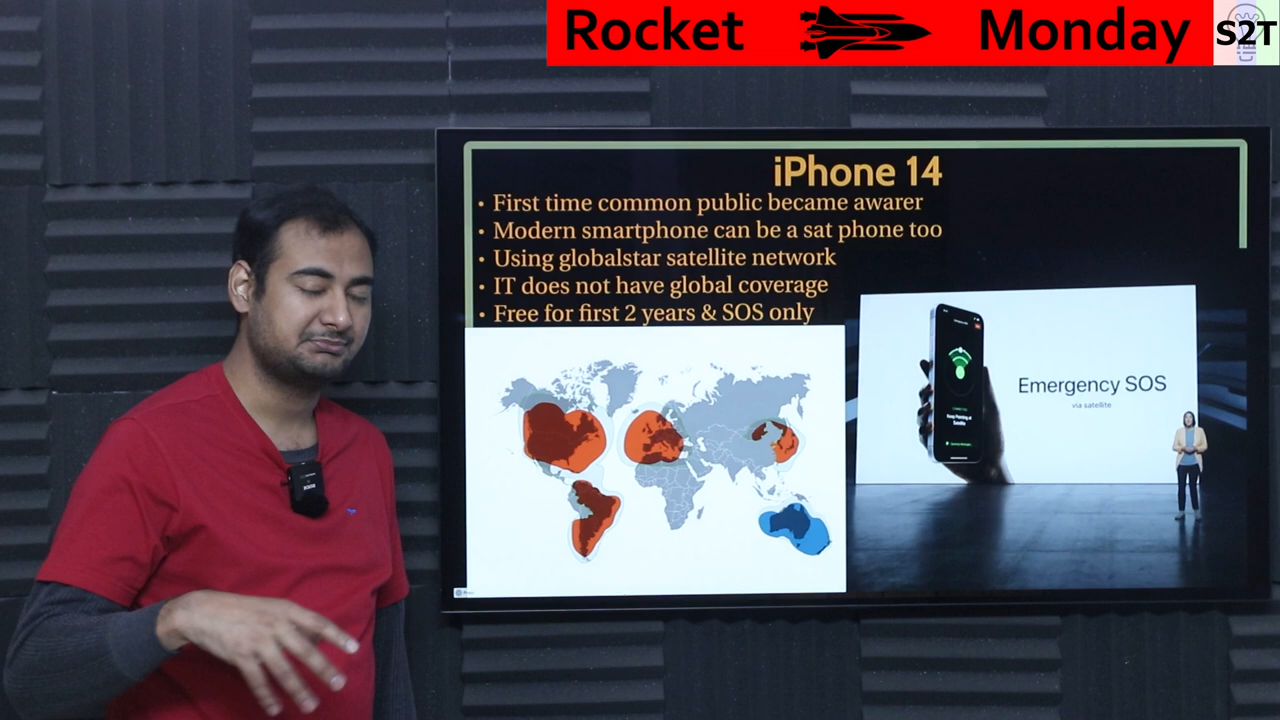 Rocket Monday S2T
iPhone 14
• First time common public became awarer
• Modern smartphone can be a sat phone too
• Using globalstar satellite network
• IT does not have global coverage
• Free for first 2 years & SOS only
Emergency SOS
via satellite